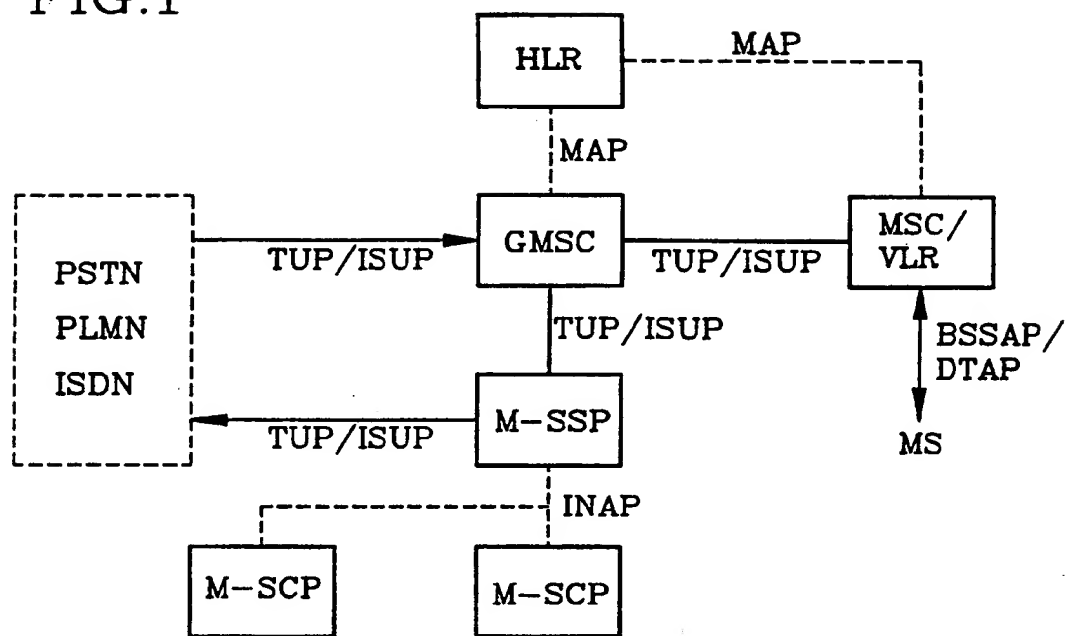 FIG.1
HLR
MAP
MAP
PSTN
PLMN
ISDN
TUP/ISUP
GMSC
TUP/ISUP
MSC/
VLR
TUP/ISUP
BSSAP/
DTAP
MS
TUP/ISUP
M-SSP
INAP
M-SCP
M-SCP